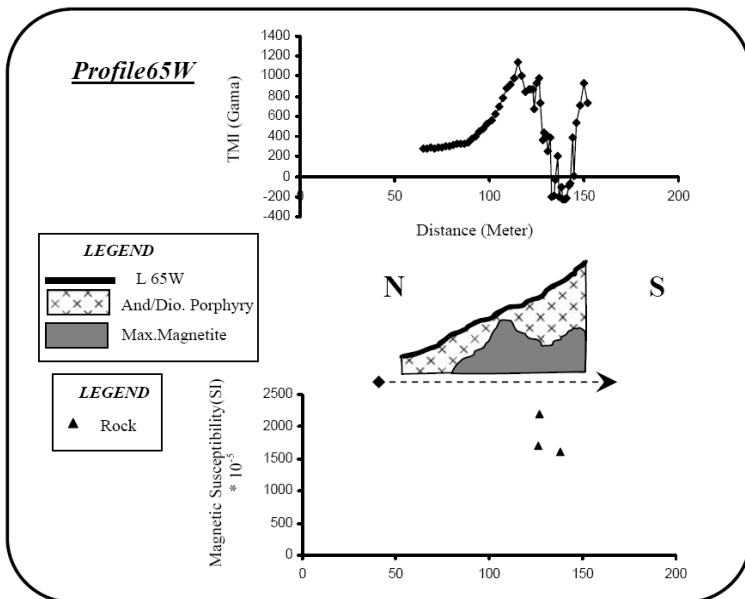 Profile65W
TMI (Gama)
1400
1200
1000
800
600
400
200
0
-200
-400
0 50 100 150 200
Distance (Meter)
LEGEND
L 65W
And/Dio. Porphyry
Max.Magnetite
N S
LEGEND
Rock
Magnetic Susceptibility(SI)
* 10-5
2500
2000
1500
1000
500
0
0 50 100 150 200